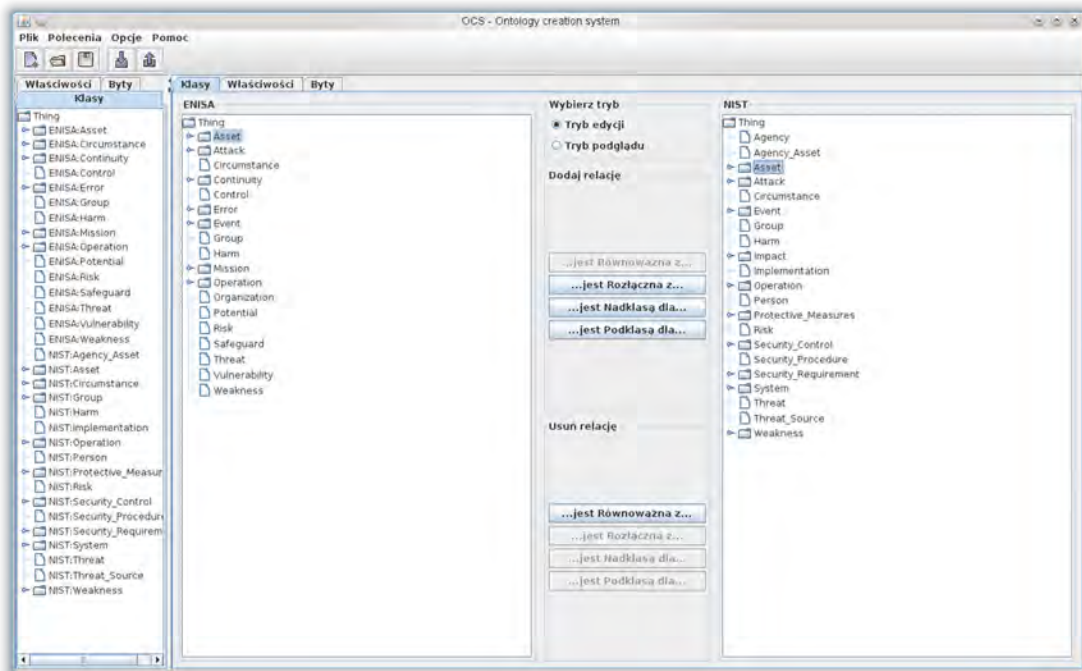 OCS - Ontology creation system
Plik Polecenia Opcje Pomoc
Właściwości Byty
Klasy
Thing
ENISA:Asset
ENISA:Circumstance
ENISA:Continuity
ENISA:Control
ENISA:Error
ENISA:Group
ENISA:Harm
ENISA:Mission
ENISA:Operation
ENISA:Potential
ENISA:Risk
ENISA:Safeguard
ENISA:Threat
ENISA:Vulnerability
ENISA:Weakness
NIST:Agency_Asset
NIST:Asset
NIST:Circumstance
NIST:Group
NIST:Harm
NIST:Implementation
NIST:Operation
NIST:Person
NIST:Protective_Measur
NIST:Risk
NIST:Security_Control
NIST:Security_Procedure
NIST:Security_Requirem
NIST:System
NIST:Threat
NIST:Threat_Source
NIST:Weakness
Klasy Właściwości Byty
ENISA
Thing
Asset
Attack
Circumstance
Continuity
Control
Error
Event
Group
Harm
Mission
Operation
Organization
Potential
Risk
Safeguard
Threat
Vulnerability
Weakness
Wybierz tryb
Tryb edycji
Tryb podglądu
Dodaj relację
...jest Równoważna z...
...jest Rozłączna z...
...jest Nadklasą dla...
...jest Podklasą dla...
Usuń relację
...jest Równoważna z...
...jest Rozłączna z...
...jest Nadklasą dla...
...jest Podklasą dla...
NIST
Thing
Agency
Agency_Asset
Asset
Attack
Circumstance
Event
Group
Harm
Impact
Implementation
Operation
Person
Protective_Measures
Risk
Security_Control
Security_Procedure
Security_Requirement
System
Threat
Threat_Source
Weakness